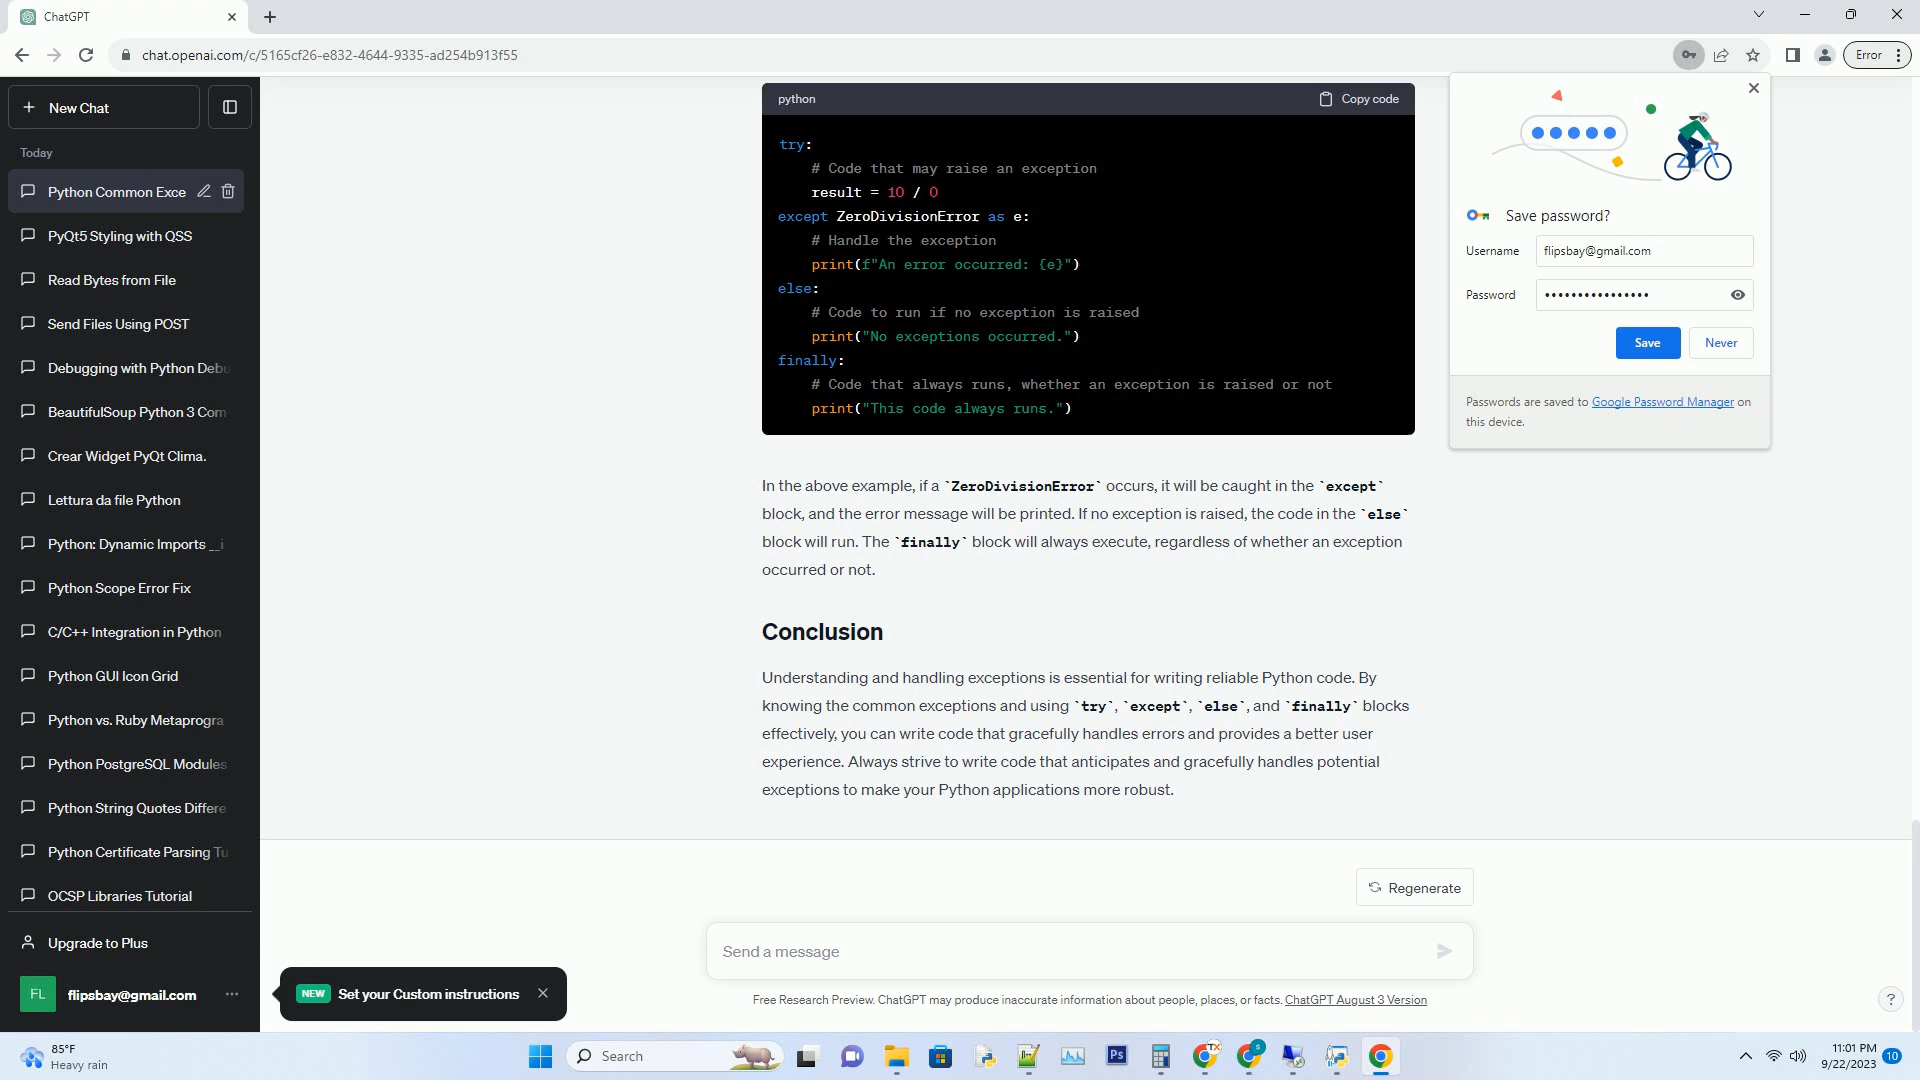 ChatGPT
chat.openai.com/c/5165cf26-e832-4644-9335-ad254b913f55
Error
New Chat
Today
Python Common Exce
PyQt5 Styling with QSS
Read Bytes from File
Send Files Using POST
Debugging with Python Debu
BeautifulSoup Python 3 Com
Crear Widget PyQt Clima.
Lettura da file Python
Python: Dynamic Imports __i
Python Scope Error Fix
C/C++ Integration in Python
Python GUI Icon Grid
Python vs. Ruby Metaprogra
Python PostgreSQL Modules
Python String Quotes Differe
Python Certificate Parsing Tu
OCSP Libraries Tutorial
Upgrade to Plus
FL flipsbay@gmail.com
NEW Set your Custom instructions
python Copy code
try:
# Code that may raise an exception
result = 10 / 0
except ZeroDivisionError as e:
# Handle the exception
print(f"An error occurred: {e}")
else:
# Code to run if no exception is raised
print("No exceptions occurred.")
finally:
# Code that always runs, whether an exception is raised or not
print("This code always runs.")
In the above example, if a `ZeroDivisionError` occurs, it will be caught in the `except`
block, and the error message will be printed. If no exception is raised, the code in the `else`
block will run. The `finally` block will always execute, regardless of whether an exception
occurred or not.
Conclusion
Understanding and handling exceptions is essential for writing reliable Python code. By
knowing the common exceptions and using `try`, `except`, `else`, and `finally` blocks
effectively, you can write code that gracefully handles errors and provides a better user
experience. Always strive to write code that anticipates and gracefully handles potential
exceptions to make your Python applications more robust.
Regenerate
Send a message
Free Research Preview. ChatGPT may produce inaccurate information about people, places, or facts. ChatGPT August 3 Version
?
Save password?
Username flipsbay@gmail.com
Password ••••••••••••••••
Save Never
Passwords are saved to Google Password Manager on
this device.
85°F
Heavy rain
Search
Ps
TX
S
11:01 PM
9/22/2023
10